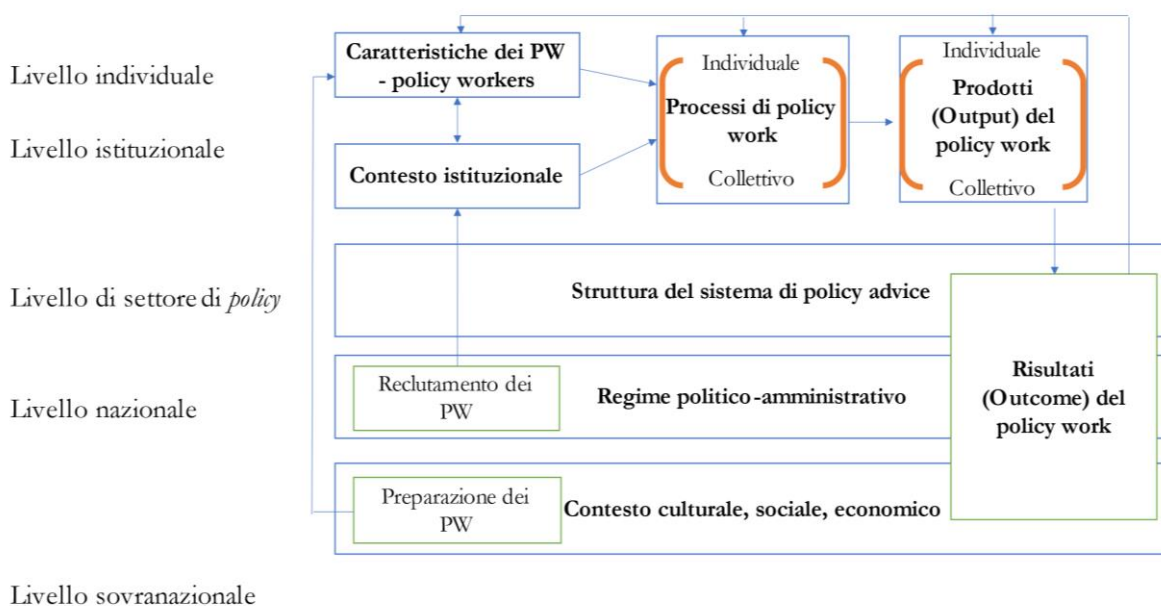 Livello individuale
Livello istituzionale
Livello di settore di policy
Livello nazionale
Livello sovranazionale
Caratteristiche dei PW
- policy workers
Contesto istituzionale
Individuale
Processi di policy
work
Collettivo
Individuale
Prodotti
(Output) del
policy work
Collettivo
Struttura del sistema di policy advice
Reclutamento dei
PW
Regime politico-amministrativo
Preparazione dei
PW
Contesto culturale, sociale, economico
Risultati
(Outcome) del
policy work